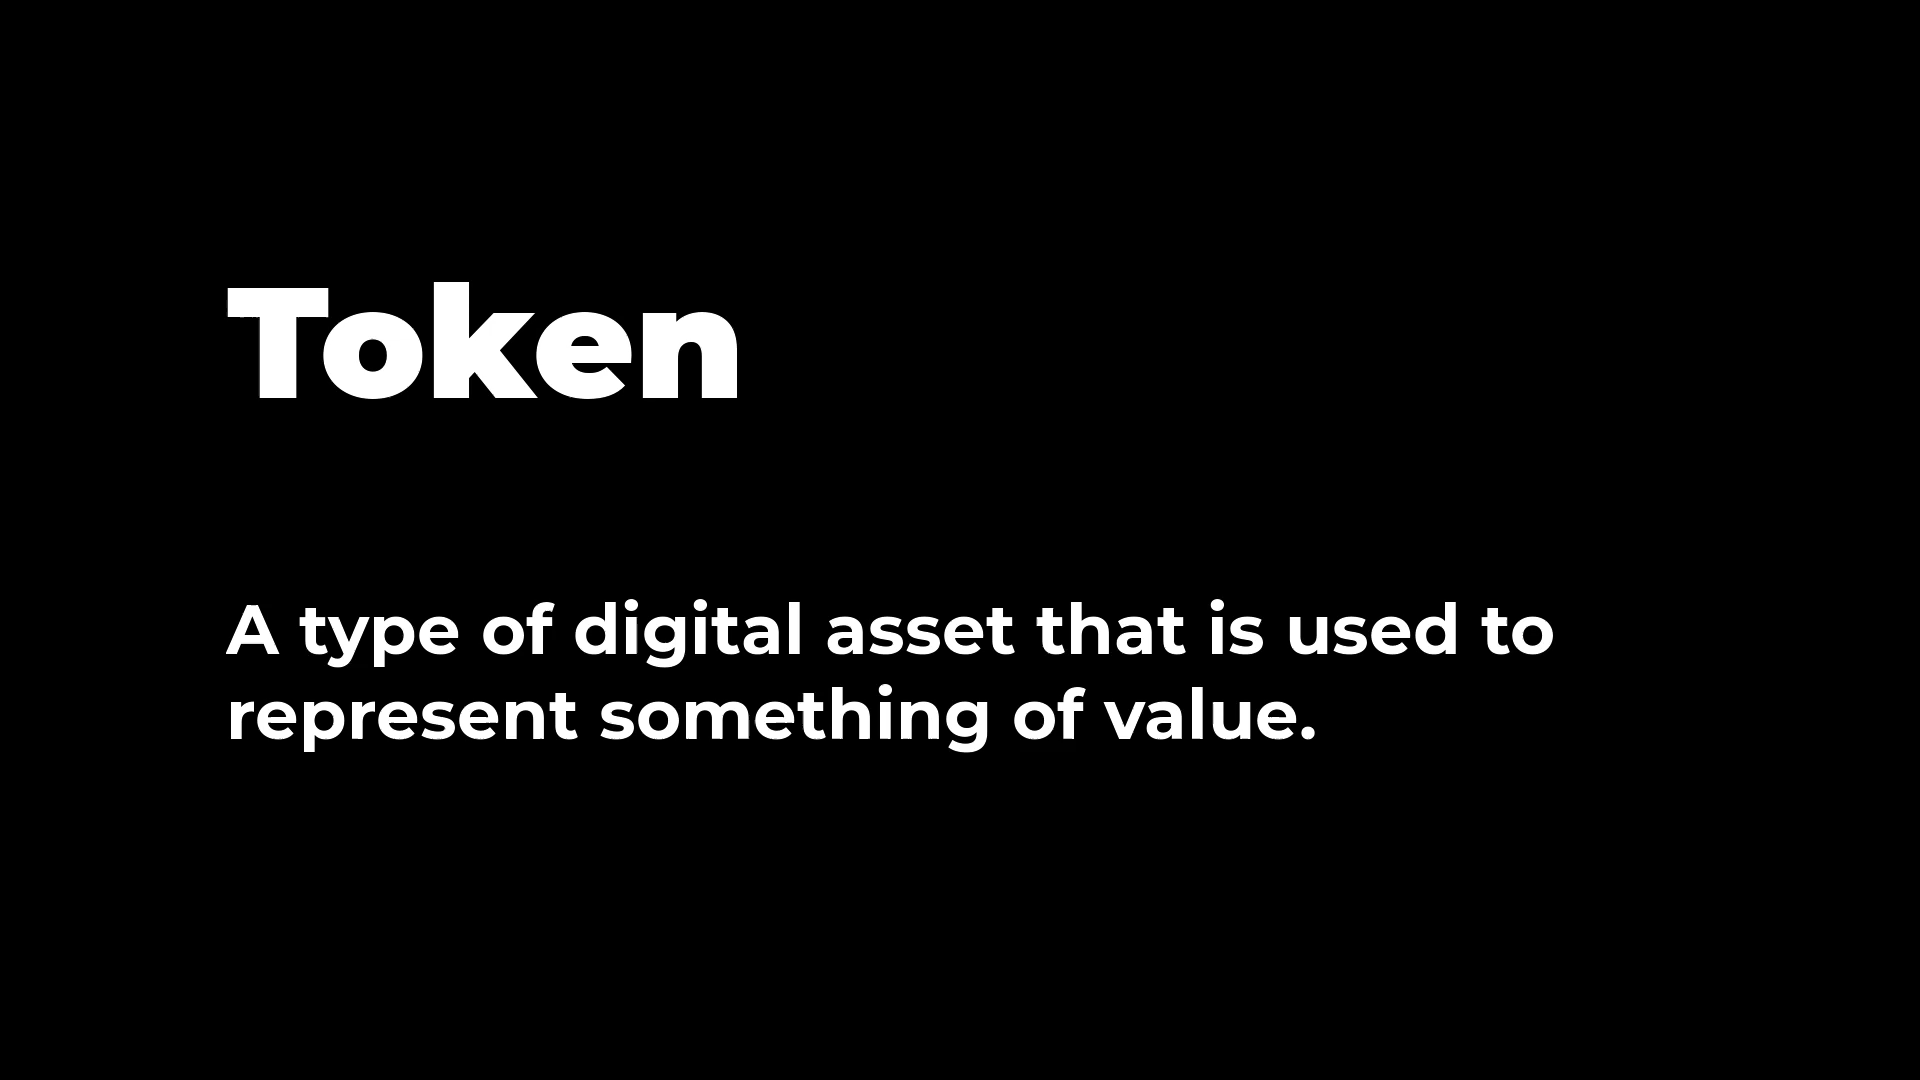 Token
A type of digital asset that is used to
represent something of value.